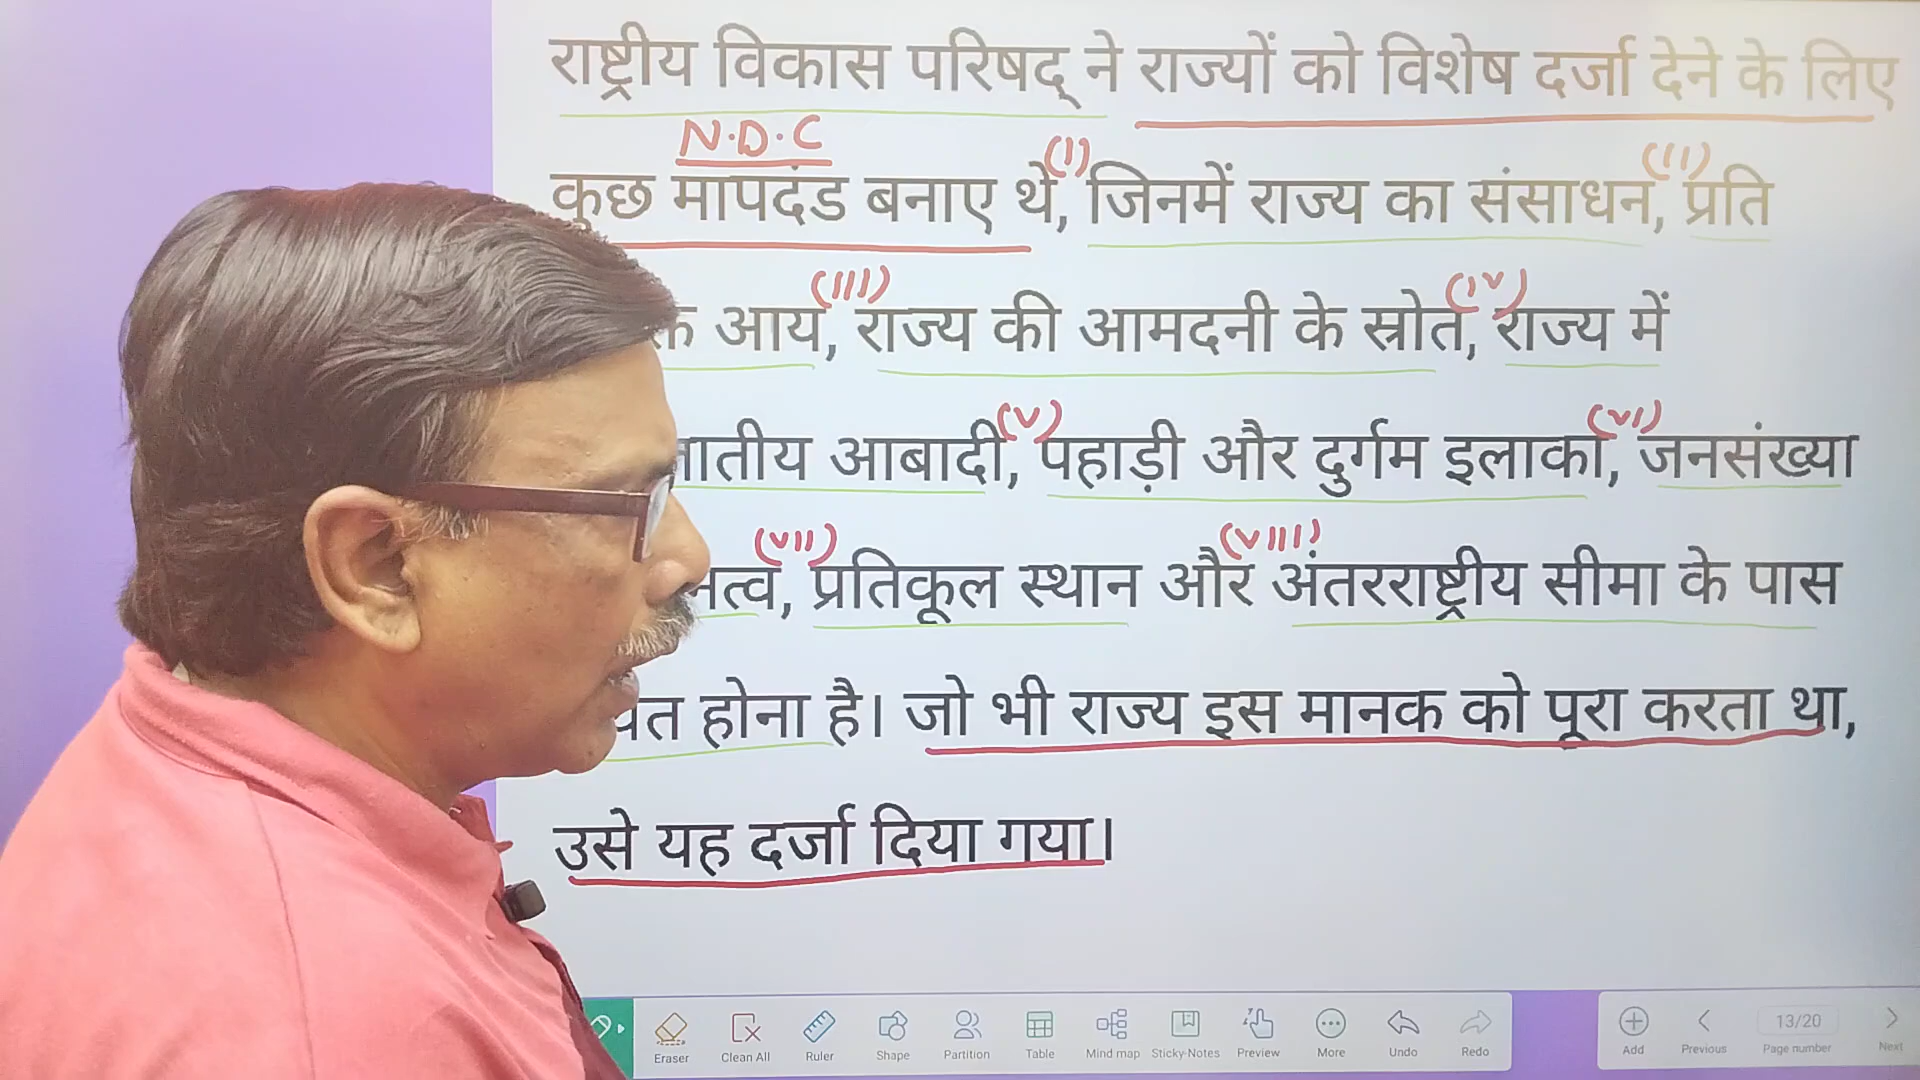 राष्ट्रीय विकास परिषद् ने राज्यों को विशेष दर्जा देने के लिए
N.D.C (I) (II)
कुछ मापदंड बनाए थे, जिनमें राज्य का संसाधन, प्रति
(III) (IV)
आय, राज्य की आमदनी के स्रोत, राज्य में
(V) (VI)
आबादी, पहाड़ी और दुर्गम इलाका, जनसंख्या
(VII) (VIII)
प्रतिकूल स्थान और अंतरराष्ट्रीय सीमा के पास
होना है। जो भी राज्य इस मानक को पूरा करता था,
उसे यह दर्जा दिया गया।
Eraser Clean All Ruler Shape Partition Table Mind map Sticky-Notes Preview More Undo Redo Add Previous 13/20 Page number Next